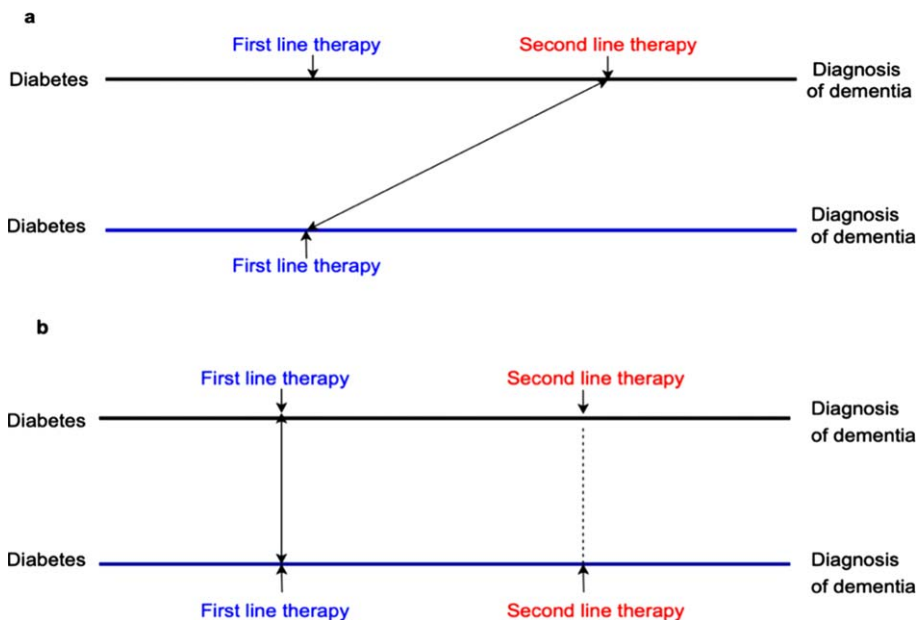 a
First line therapy
Second line therapy
Diabetes
Diagnosis
of dementia
Diabetes
Diagnosis
of dementia
First line therapy
b
First line therapy
Second line therapy
Diabetes
Diagnosis
of dementia
Diabetes
Diagnosis
of dementia
First line therapy
Second line therapy